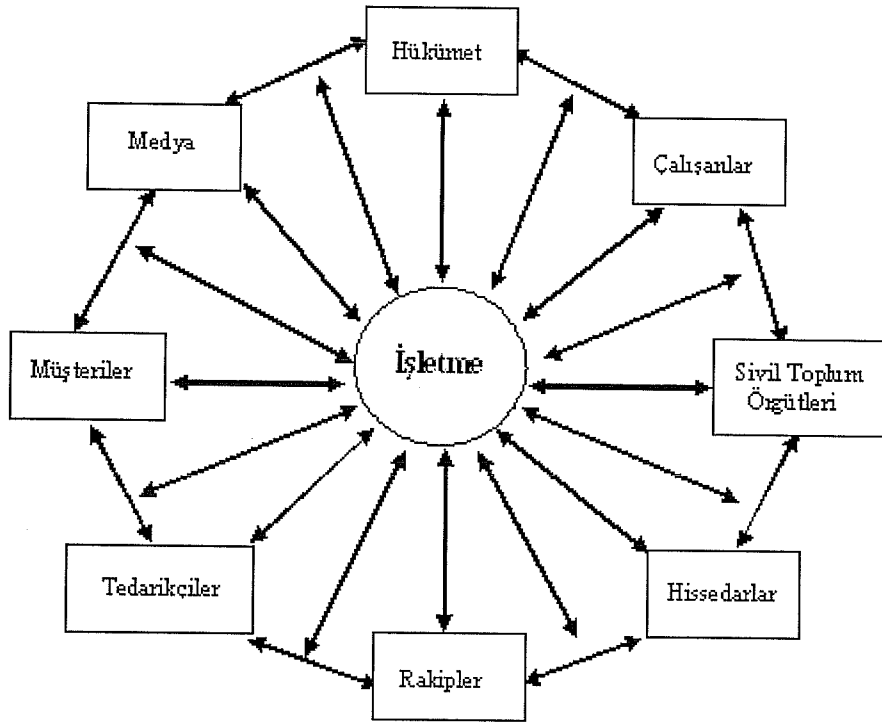 Hükümet
Medya
Çalışanlar
Müşteriler
İşletme
Sivil Toplum
Örgütleri
Tedarikçiler
Hissedarlar
Rakipler